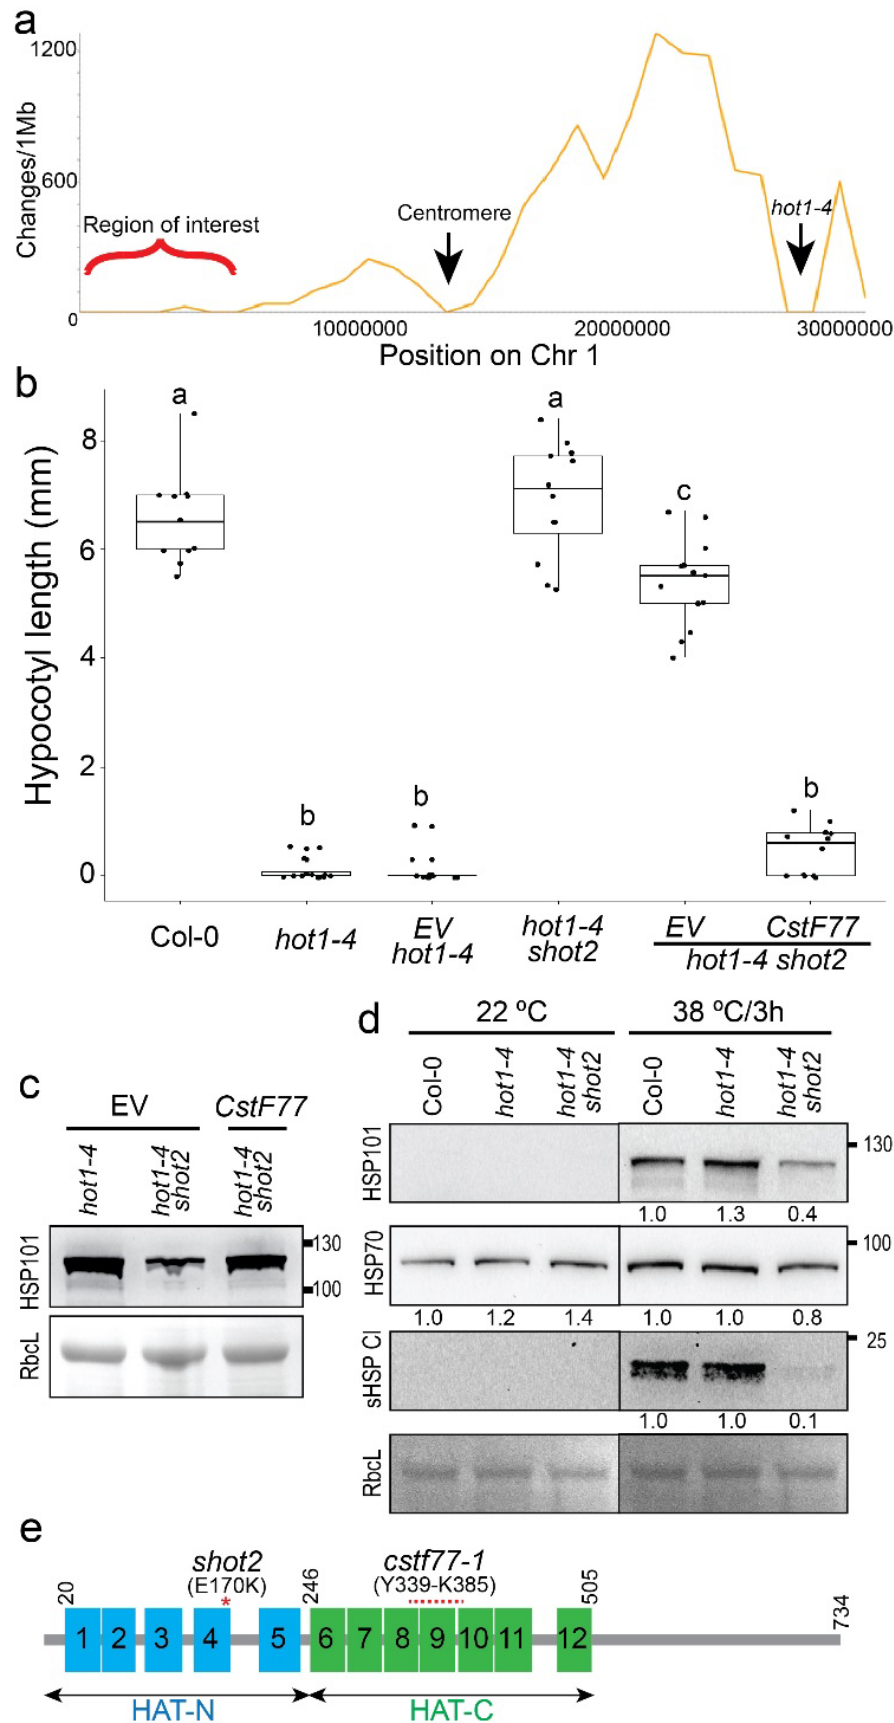 a
1200
Changes/1Mb
600
0
Region of interest
Centromere
hot1-4
10000000
20000000
30000000
Position on Chr 1
b
Hypocotyl length (mm)
8
6
4
2
0
a
b
b
a
c
b
Col-0
hot1-4
EV
hot1-4
hot1-4
shot2
EV
CstF77
hot1-4 shot2
c
EV
CstF77
hot1-4
hot1-4
shot2
hot1-4
shot2
HSP101
130
100
RbcL
d
22 ºC
38 ºC/3h
Col-0
hot1-4
hot1-4
shot2
Col-0
hot1-4
hot1-4
shot2
HSP101
130
1.0 1.3 0.4
HSP70
100
1.0 1.2 1.4 1.0 1.0 0.8
sHSP CI
25
1.0 1.0 0.1
RbcL
e
shot2
(E170K)
*
cstf77-1
(Y339-K385)
20
246
505
734
1 2 3 4 5 6 7 8 9 10 11 12
HAT-N
HAT-C